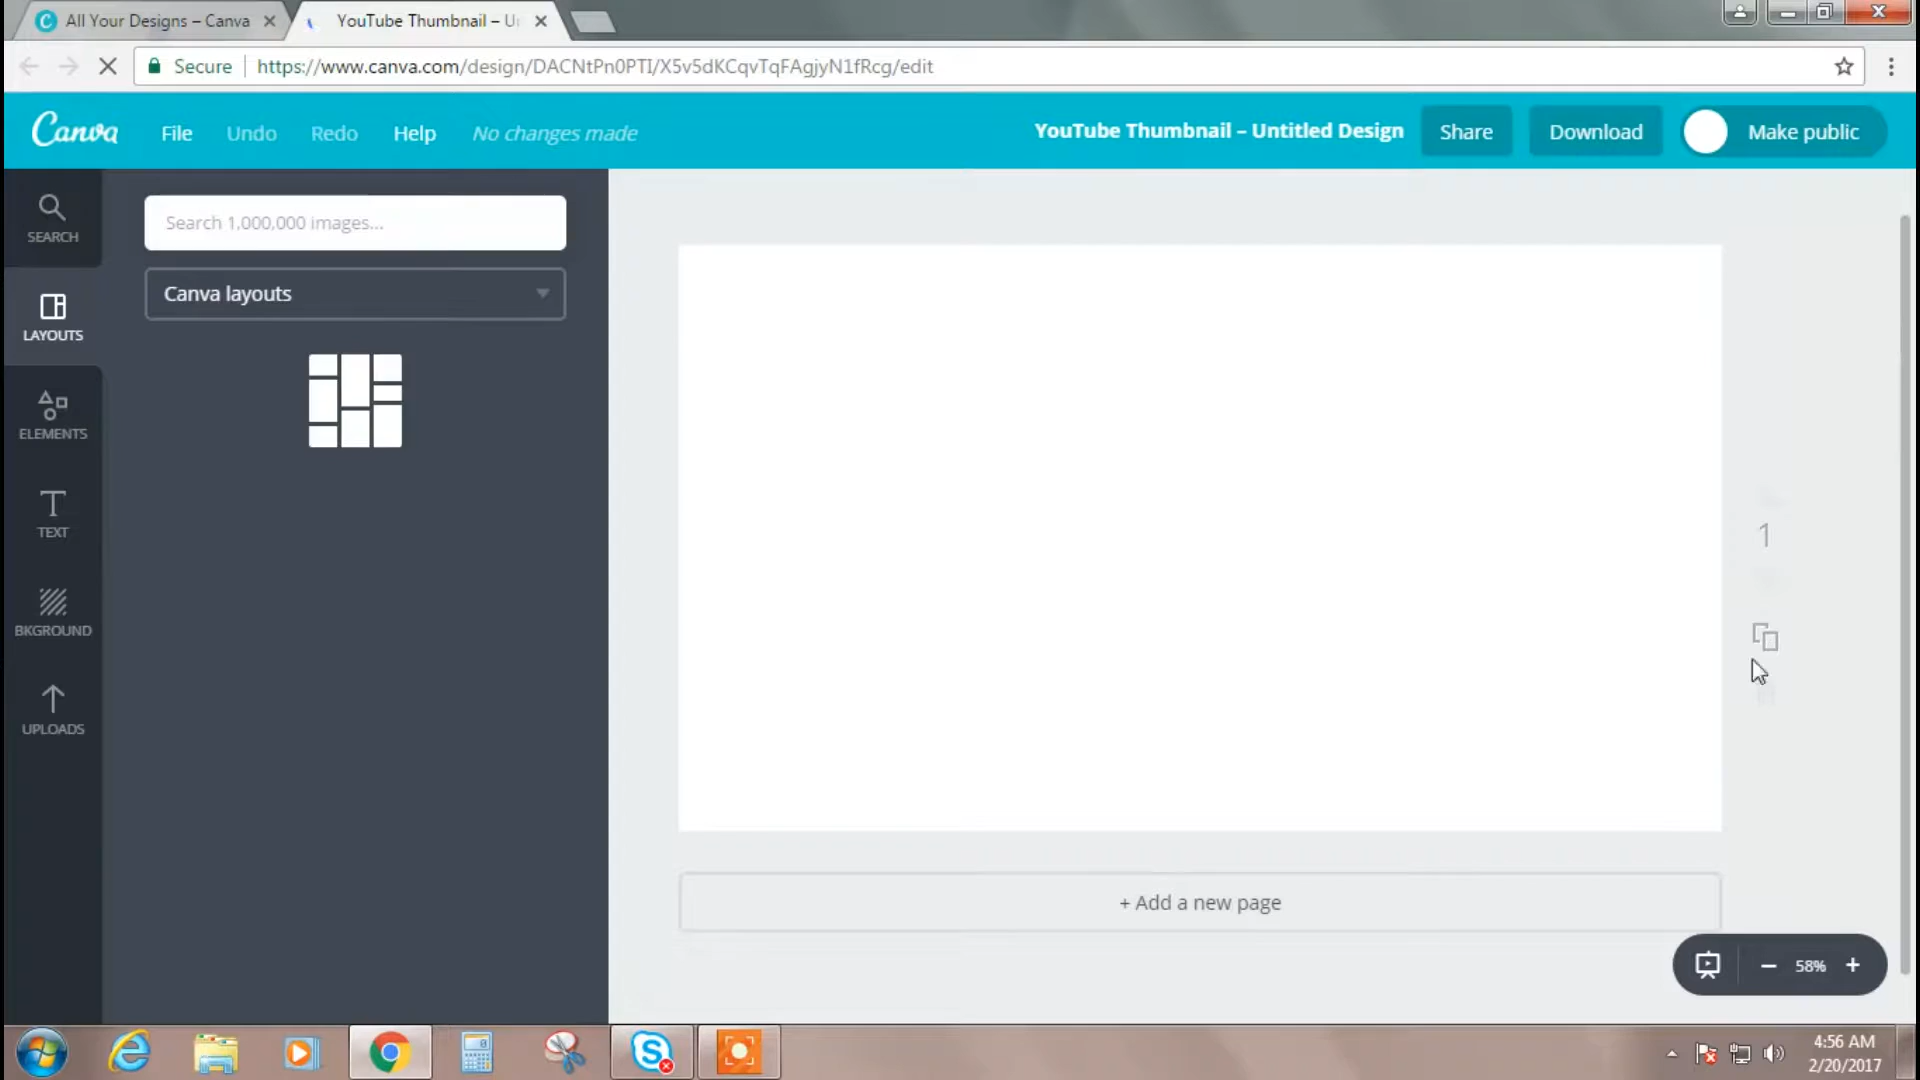 All Your Designs – Canva
YouTube Thumbnail – U
Secure
https://www.canva.com/design/DACNtPn0PTI/X5v5dKCqvTqFAgjyN1fRcg/edit
Canva
File
Undo
Redo
Help
No changes made
YouTube Thumbnail – Untitled Design
Share
Download
Make public
SEARCH
LAYOUTS
ELEMENTS
TEXT
BKGROUND
UPLOADS
Search 1,000,000 images...
Canva layouts
1
+ Add a new page
58%
4:56 AM
2/20/2017